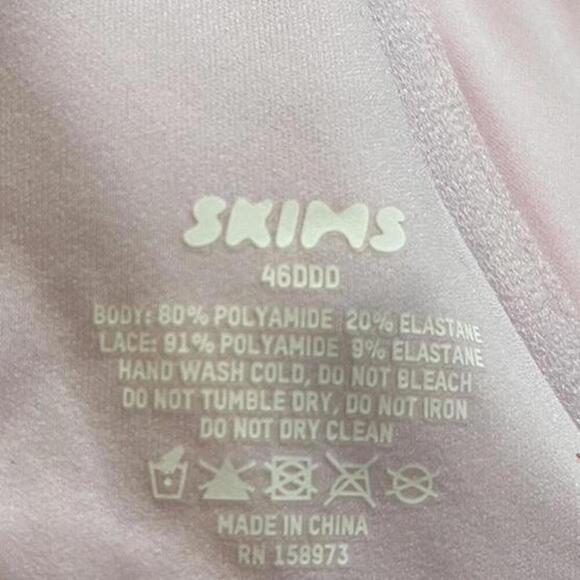 SKIMS
46DDD
BODY: 80% POLYAMIDE 20% ELASTANE
LACE: 91% POLYAMIDE 9% ELASTANE
HAND WASH COLD, DO NOT BLEACH
DO NOT TUMBLE DRY, DO NOT IRON
DO NOT DRY CLEAN
MADE IN CHINA
RN 158973